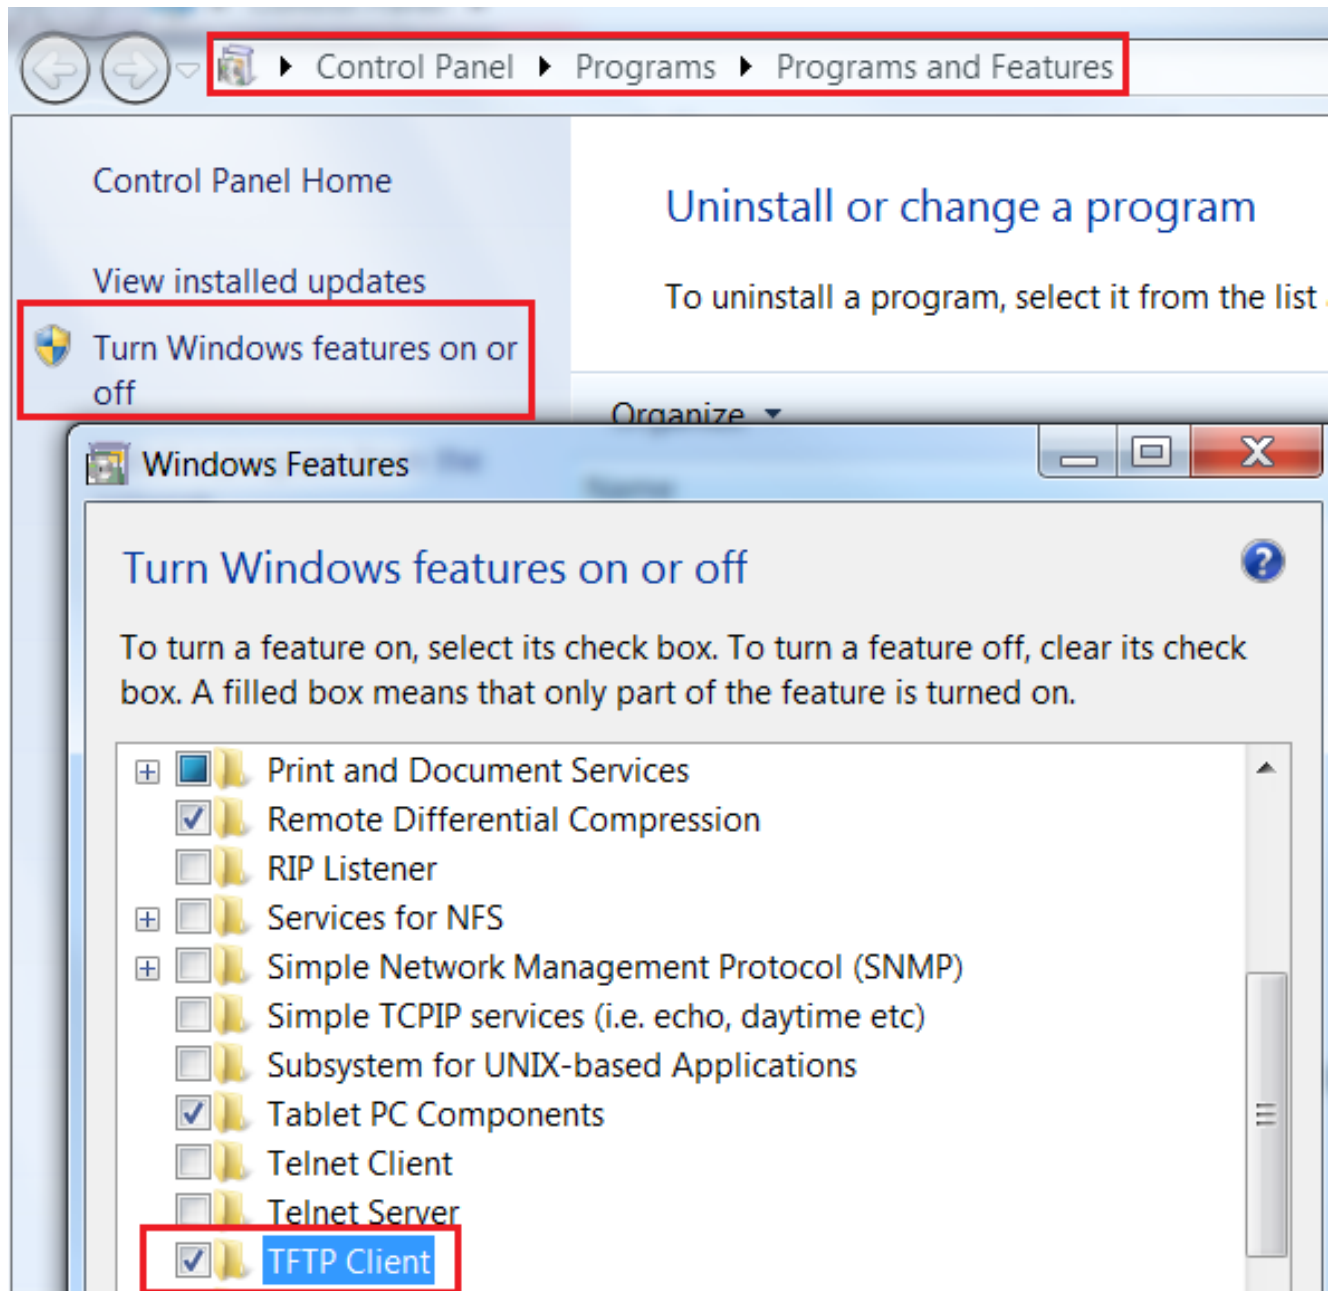 Control Panel Programs Programs and Features
Control Panel Home
View installed updates
Turn Windows features on or
off
Uninstall or change a program
To uninstall a program, select it from the list
Organize
Name
Windows Features
Turn Windows features on or off
To turn a feature on, select its check box. To turn a feature off, clear its check
box. A filled box means that only part of the feature is turned on.
Print and Document Services
Remote Differential Compression
RIP Listener
Services for NFS
Simple Network Management Protocol (SNMP)
Simple TCPIP services (i.e. echo, daytime etc)
Subsystem for UNIX-based Applications
Tablet PC Components
Telnet Client
Telnet Server
TFTP Client